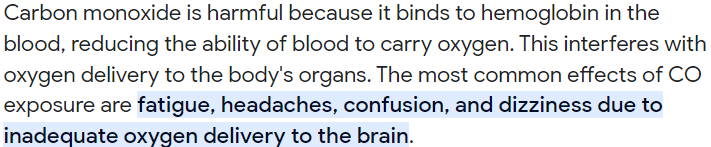 Carbon monoxide is harmful because it binds to hemoglobin in the
blood, reducing the ability of blood to carry oxygen. This interferes with
oxygen delivery to the body's organs. The most common effects of CO
exposure are fatigue, headaches, confusion, and dizziness due to
inadequate oxygen delivery to the brain.